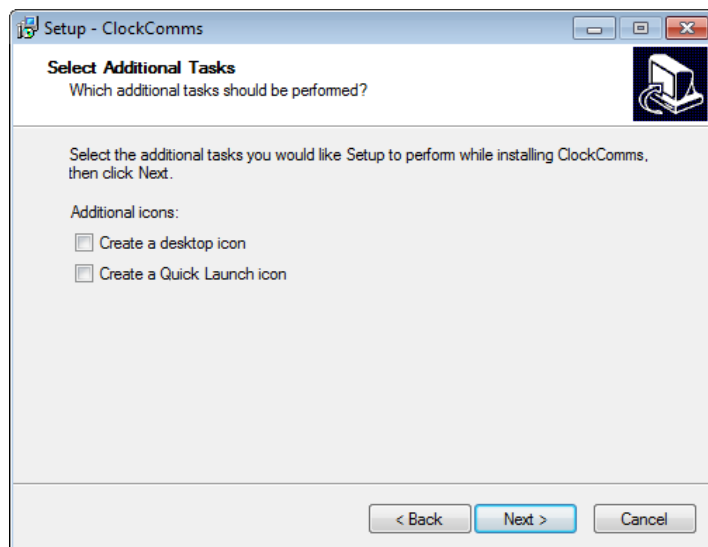 Setup - ClockComms
Select Additional Tasks
Which additional tasks should be performed?
Select the additional tasks you would like Setup to perform while installing ClockComms,
then click Next.
Additional icons:
Create a desktop icon
Create a Quick Launch icon
< Back Next > Cancel